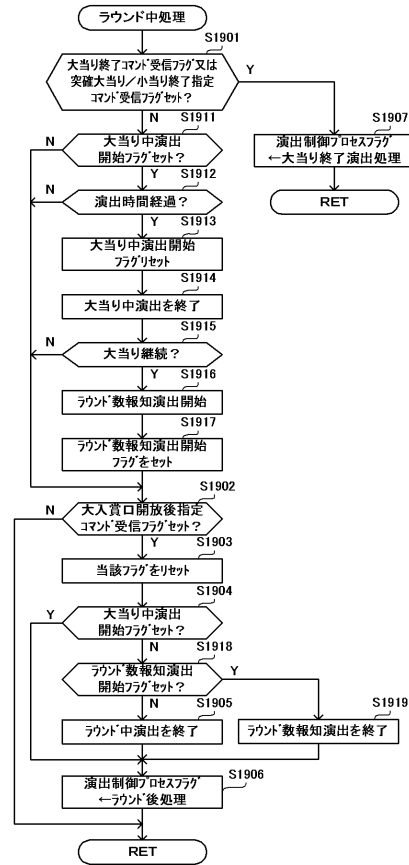 ラウンド中処理
S1901
大当り終了コマンド受信フラグ又は
突確大当り/小当り終了指定
コマンド受信フラグセット?
Y
N
S1907
演出制御プロセスフラグ
←大当り終了演出処理
RET
S1911
大当り中演出
開始フラグセット?
N
Y
S1912
演出時間経過?
N
Y
S1913
大当り中演出開始
フラグリセット
S1914
大当り中演出を終了
S1915
大当り継続?
N
Y
S1916
ラウンド数報知演出開始
S1917
ラウンド数報知演出開始
フラグをセット
S1902
大入賞口開放後指定
コマンド受信フラグセット?
N
Y
S1903
当該フラグをリセット
S1904
大当り中演出
開始フラグセット?
Y
N
S1918
ラウンド数報知演出
開始フラグセット?
Y
N
S1905
ラウンド中演出を終了
S1919
ラウンド数報知演出を終了
S1906
演出制御プロセスフラグ
←ラウンド後処理
RET